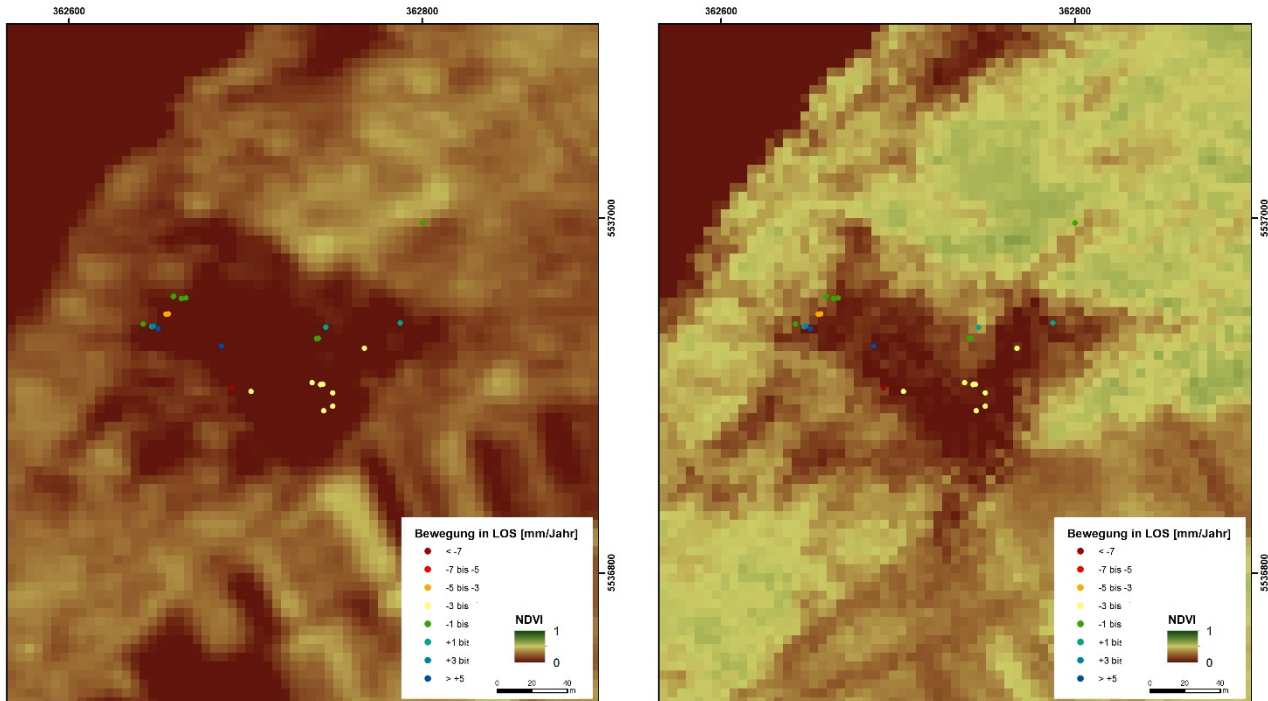 362600
362800
5537000
5536800
Bewegung in LOS [mm/Jahr]
< -7
-7 bis -5
-5 bis -3
-3 bis
-1 bis
+1 bis
+3 bis
> +5
NDVI
1
0
0 20 40
m
362600
362800
5537000
5536800
Bewegung in LOS [mm/Jahr]
< -7
-7 bis -5
-5 bis -3
-3 bis
-1 bis
+1 bis
+3 bis
> +5
NDVI
1
0
0 20 40
m